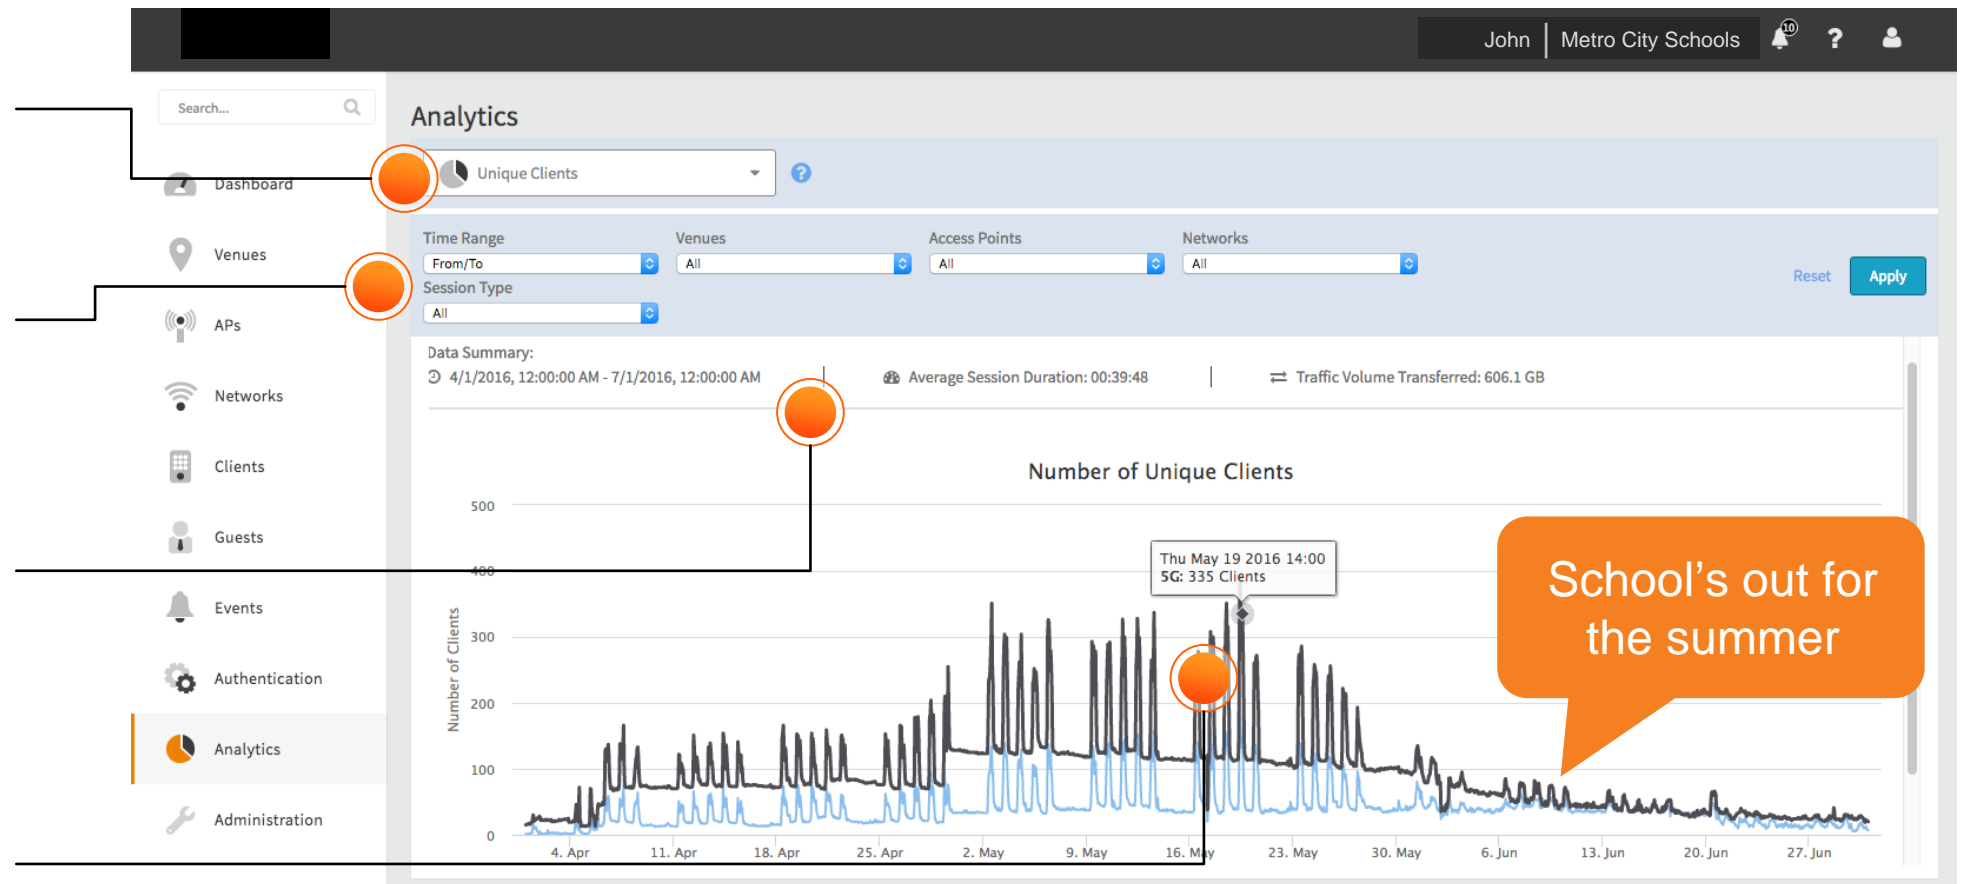 John | Metro City Schools
10
?
Search...
Dashboard
Venues
APs
Networks
Clients
Guests
Events
Authentication
Analytics
Administration
Analytics
Unique Clients
?
Time Range
Venues
Access Points
Networks
From/To
All
All
All
Session Type
All
Reset
Apply
Data Summary:
4/1/2016, 12:00:00 AM - 7/1/2016, 12:00:00 AM
Average Session Duration: 00:39:48
Traffic Volume Transferred: 606.1 GB
Number of Unique Clients
Number of Clients
500
400
300
200
100
0
Thu May 19 2016 14:00
5G: 335 Clients
School’s out for
the summer
4. Apr
11. Apr
18. Apr
25. Apr
2. May
9. May
16. May
23. May
30. May
6. Jun
13. Jun
20. Jun
27. Jun